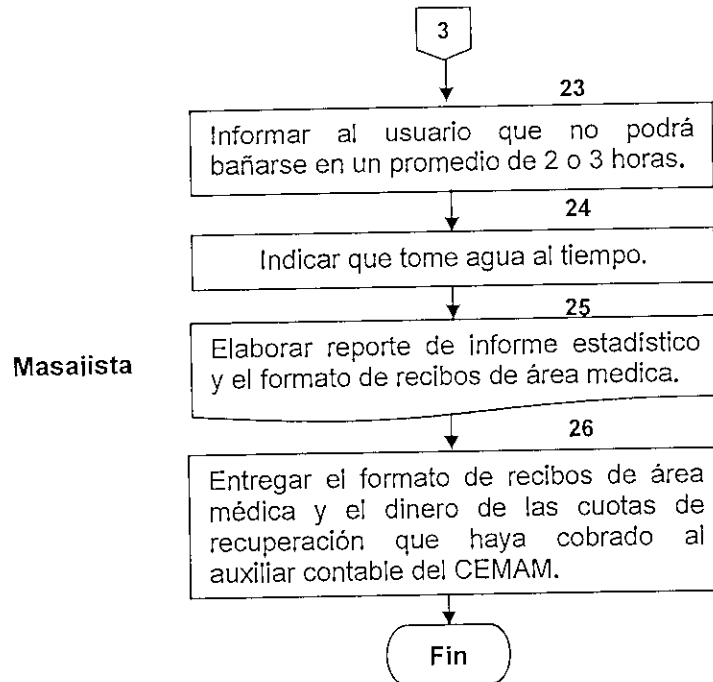 3
23
Informar al usuario que no podrá
bañarse en un promedio de 2 o 3 horas.
24
Indicar que tome agua al tiempo.
25
Masajista
Elaborar reporte de informe estadístico
y el formato de recibos de área medica.
26
Entregar el formato de recibos de área
médica y el dinero de las cuotas de
recuperación que haya cobrado al
auxiliar contable del CEMAM.
Fin